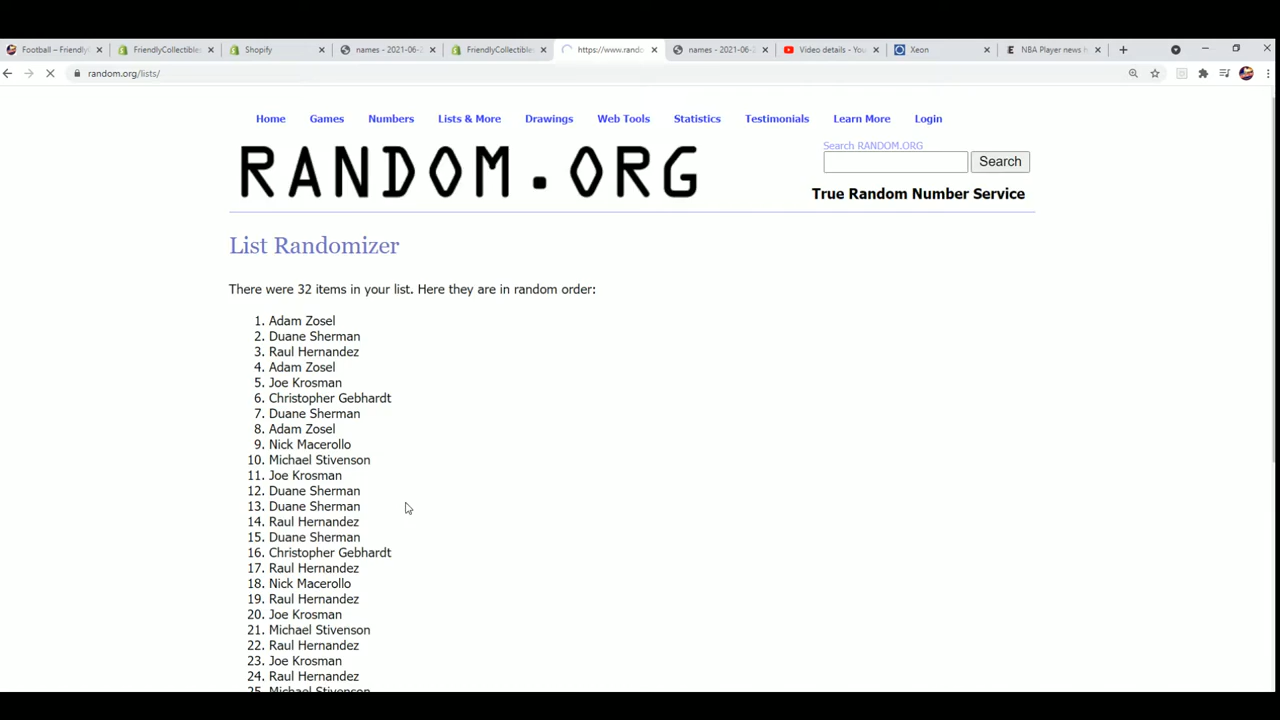 Football – Friendly
FriendlyCollectibles
Shopify
names - 2021-06-2
FriendlyCollectibles
https://www.rando
names - 2021-06-2
Video details - You
Xeon
NBA Player news h
random.org/lists/
Home Games Numbers Lists & More Drawings Web Tools Statistics Testimonials Learn More Login
RANDOM.ORG
Search RANDOM.ORG
Search
True Random Number Service
List Randomizer
There were 32 items in your list. Here they are in random order:
1. Adam Zosel
2. Duane Sherman
3. Raul Hernandez
4. Adam Zosel
5. Joe Krosman
6. Christopher Gebhardt
7. Duane Sherman
8. Adam Zosel
9. Nick Macerollo
10. Michael Stivenson
11. Joe Krosman
12. Duane Sherman
13. Duane Sherman
14. Raul Hernandez
15. Duane Sherman
16. Christopher Gebhardt
17. Raul Hernandez
18. Nick Macerollo
19. Raul Hernandez
20. Joe Krosman
21. Michael Stivenson
22. Raul Hernandez
23. Joe Krosman
24. Raul Hernandez
25. Michael Stivenson